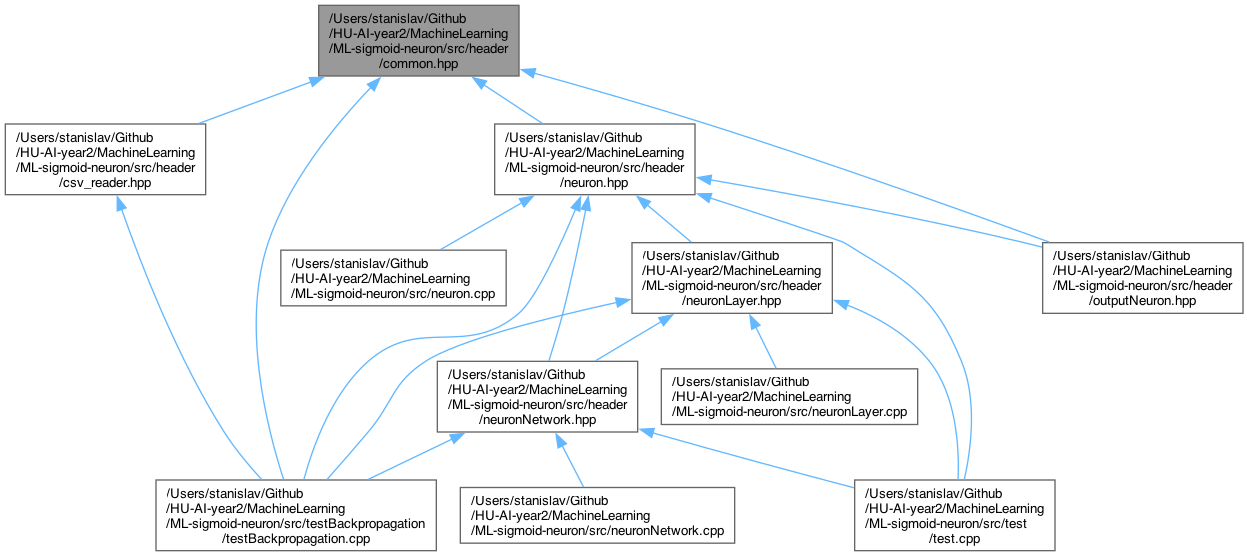 /Users/stanislav/Github
/HU-AI-year2/MachineLearning
/ML-sigmoid-neuron/src/header
/common.hpp
/Users/stanislav/Github
/HU-AI-year2/MachineLearning
/ML-sigmoid-neuron/src/header
/csv_reader.hpp
/Users/stanislav/Github
/HU-AI-year2/MachineLearning
/ML-sigmoid-neuron/src/header
/neuron.hpp
/Users/stanislav/Github
/HU-AI-year2/MachineLearning
/ML-sigmoid-neuron/src/neuron.cpp
/Users/stanislav/Github
/HU-AI-year2/MachineLearning
/ML-sigmoid-neuron/src/header
/neuronLayer.hpp
/Users/stanislav/Github
/HU-AI-year2/MachineLearning
/ML-sigmoid-neuron/src/header
/outputNeuron.hpp
/Users/stanislav/Github
/HU-AI-year2/MachineLearning
/ML-sigmoid-neuron/src/header
/neuronNetwork.hpp
/Users/stanislav/Github
/HU-AI-year2/MachineLearning
/ML-sigmoid-neuron/src/neuronLayer.cpp
/Users/stanislav/Github
/HU-AI-year2/MachineLearning
/ML-sigmoid-neuron/src/testBackpropagation
/testBackpropagation.cpp
/Users/stanislav/Github
/HU-AI-year2/MachineLearning
/ML-sigmoid-neuron/src/neuronNetwork.cpp
/Users/stanislav/Github
/HU-AI-year2/MachineLearning
/ML-sigmoid-neuron/src/test
/test.cpp